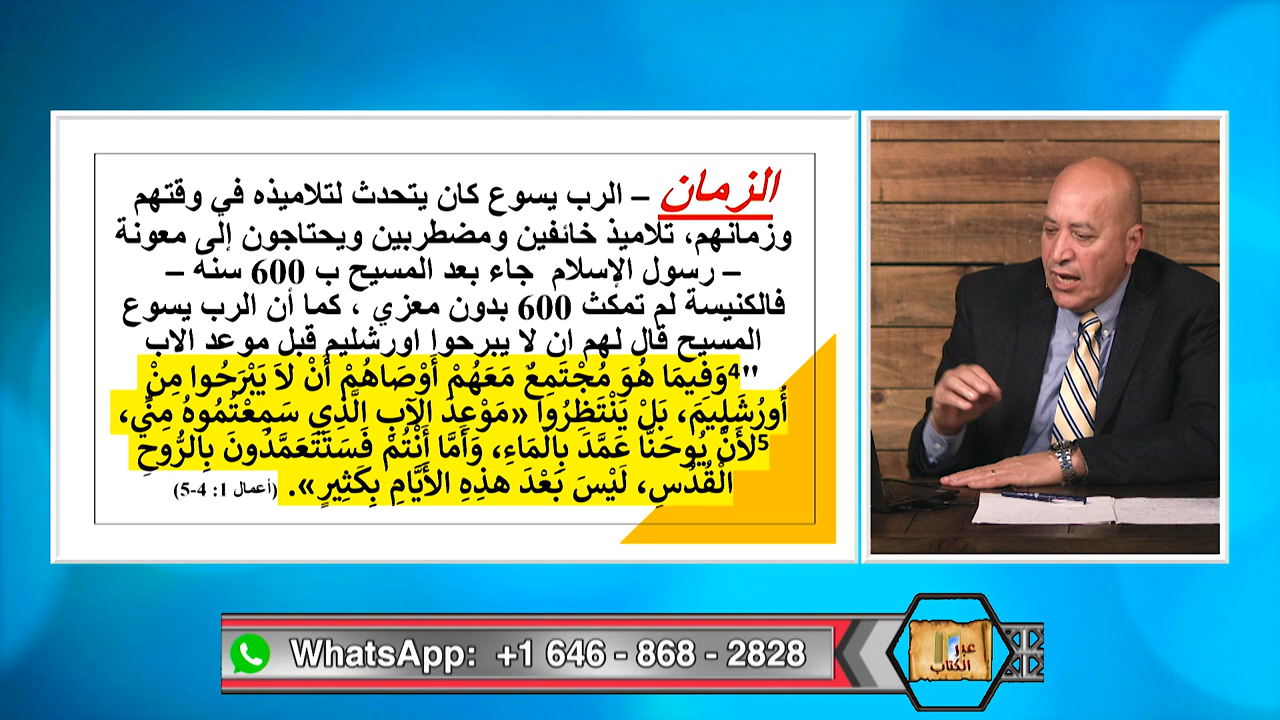 الزمان – الرب يسوع كان يتحدث لتلاميذه في وقتهم
وزمانهم، تلاميذ خائفين ومضطربين ويحتاجون إلى معونة
– رسول الإسلام جاء بعد المسيح ب 600 سنه –
فالكنيسة لم تمكث 600 بدون معزي ، كما أن الرب يسوع
المسيح قال لهم ان لا يبرحوا اورشليم قبل موعد الاب
"4وَفِيمَا هُوَ مُجْتَمِعٌ مَعَهُمْ أَوْصَاهُمْ أَنْ لاَ يَبْرَحُوا مِنْ
أُورُشَلِيمَ، بَلْ يَنْتَظِرُوا «مَوْعِدَ الآبِ الَّذِي سَمِعْتُمُوهُ مِنِّي،
5لأَنَّ يُوحَنَّا عَمَّدَ بِالْمَاءِ، وَأَمَّا أَنْتُمْ فَسَتَتَعَمَّدُونَ بِالرُّوحِ
الْقُدُسِ، لَيْسَ بَعْدَ هذِهِ الأَيَّامِ بِكَثِيرٍ». (أعمال 1: 4-5)
WhatsApp: +1 646 - 868 - 2828
عبر
الكتاب